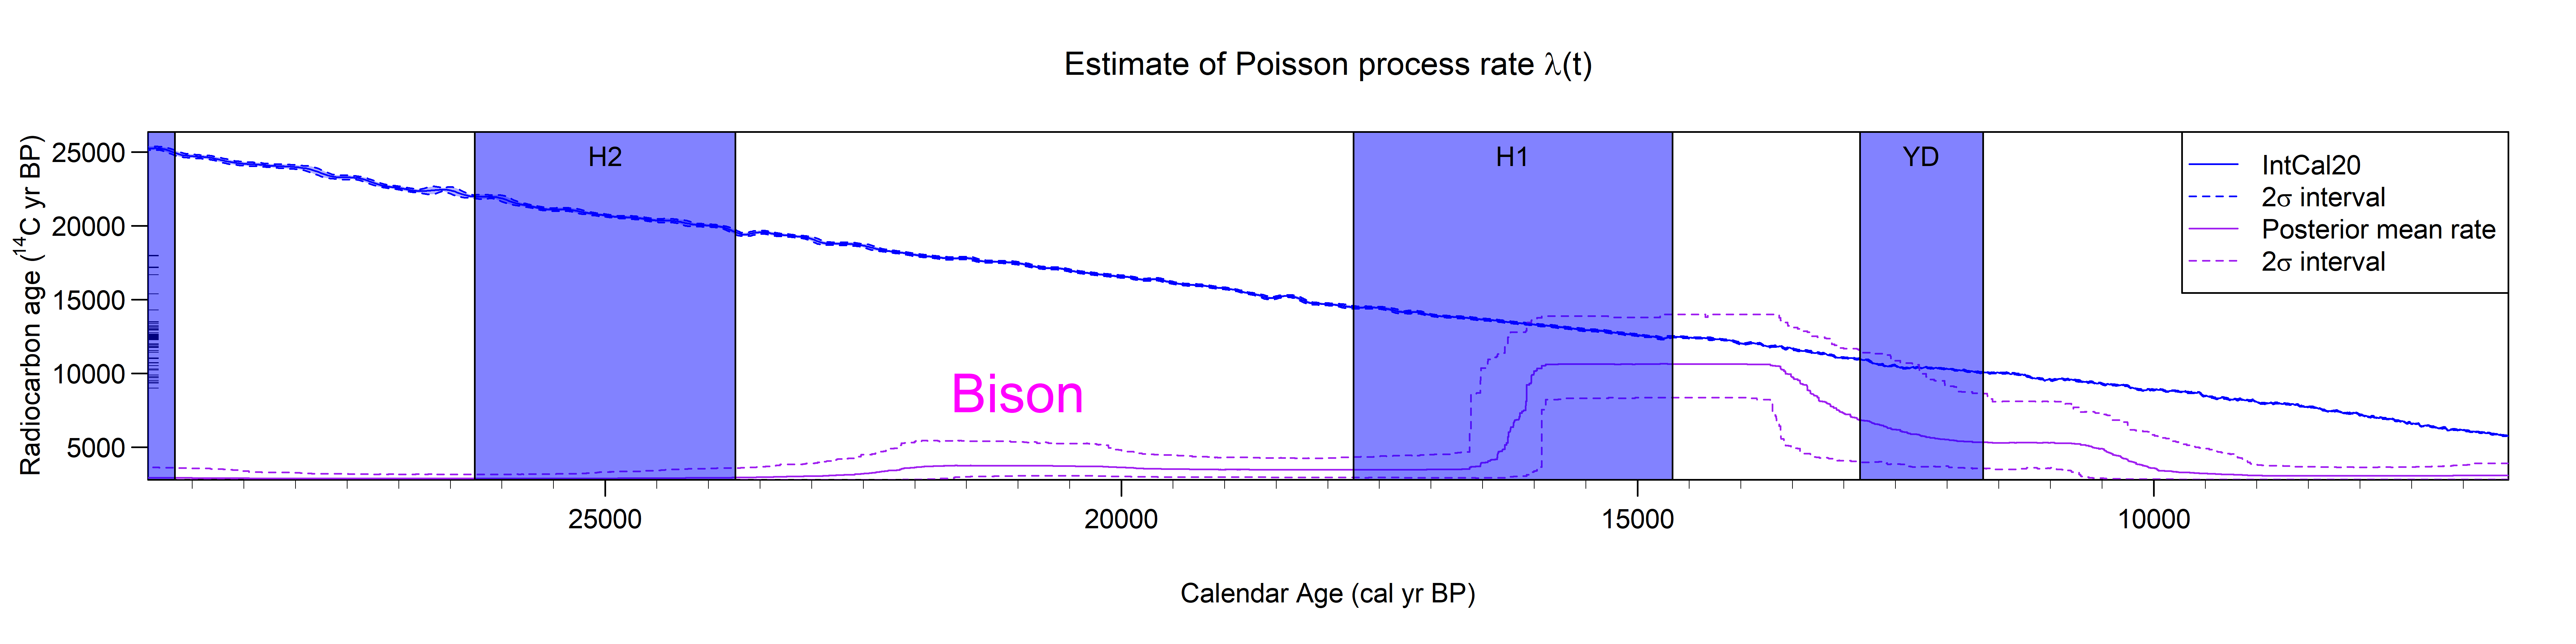 Estimate of Poisson process rate λ(t)
Radiocarbon age (¹⁴C yr BP)
25000
20000
15000
10000
5000
H2
H1
YD
IntCal20
2σ interval
Posterior mean rate
2σ interval
Bison
25000
20000
15000
10000
Calendar Age (cal yr BP)